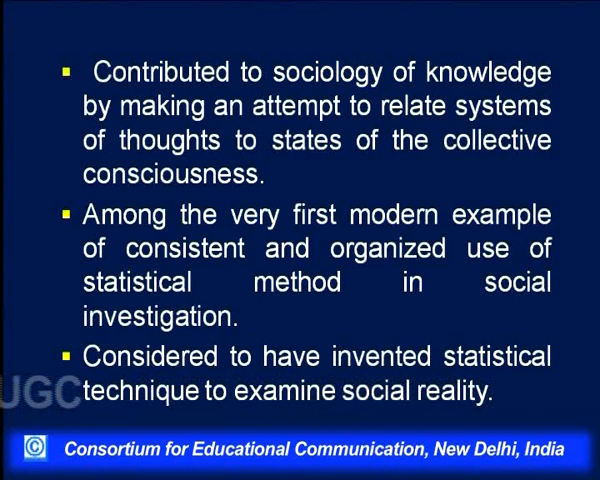 Contributed to sociology of knowledge
by making an attempt to relate systems
of thoughts to states of the collective
consciousness.
Among the very first modern example
of consistent and organized use of
statistical method in social
investigation.
Considered to have invented statistical
technique to examine social reality.
UGC
© Consortium for Educational Communication, New Delhi, India